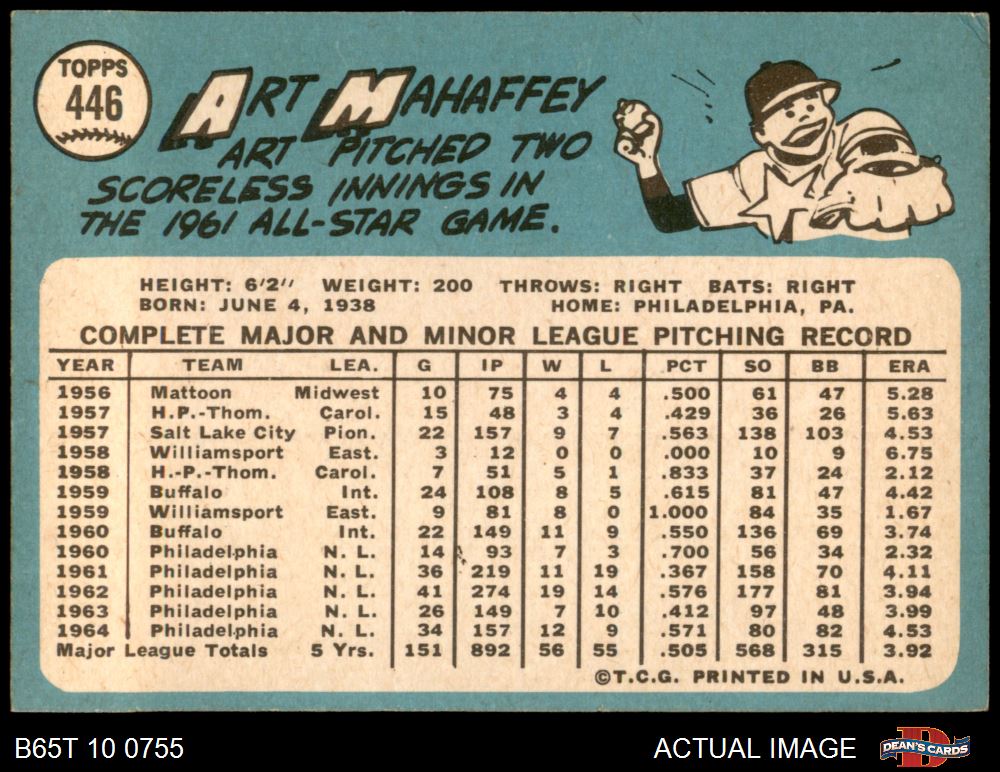 TOPPS
446
ART MAHAFFEY
ART PITCHED TWO
SCORELESS INNINGS IN
THE 1961 ALL-STAR GAME.
HEIGHT: 6'2" WEIGHT: 200 THROWS: RIGHT BATS: RIGHT
BORN: JUNE 4, 1938 HOME: PHILADELPHIA, PA.
COMPLETE MAJOR AND MINOR LEAGUE PITCHING RECORD
YEAR TEAM LEA. G IP W L PCT SO BB ERA
1956 Mattoon Midwest 10 75 4 4 .500 61 47 5.28
1957 H.P.-Thom. Carol. 15 48 3 4 .429 36 26 5.63
1957 Salt Lake City Pion. 22 157 9 7 .563 138 103 4.53
1958 Williamsport East. 3 12 0 0 .000 10 9 6.75
1958 H.-P.-Thom. Carol. 7 51 5 1 .833 37 24 2.12
1959 Buffalo Int. 24 108 8 5 .615 81 47 4.42
1959 Williamsport East. 9 81 8 0 1.000 84 35 1.67
1960 Buffalo Int. 22 149 11 9 .550 136 69 3.74
1960 Philadelphia N. L. 14 93 7 3 .700 56 34 2.32
1961 Philadelphia N. L. 36 219 11 19 .367 158 70 4.11
1962 Philadelphia N. L. 41 274 19 14 .576 177 81 3.94
1963 Philadelphia N. L. 26 149 7 10 .412 97 48 3.99
1964 Philadelphia N. L. 34 157 12 9 .571 80 82 4.53
Major League Totals 5 Yrs. 151 892 56 55 .505 568 315 3.92
©T.C.G. PRINTED IN U.S.A.
B65T 10 0755 ACTUAL IMAGE DEAN'S CARDS